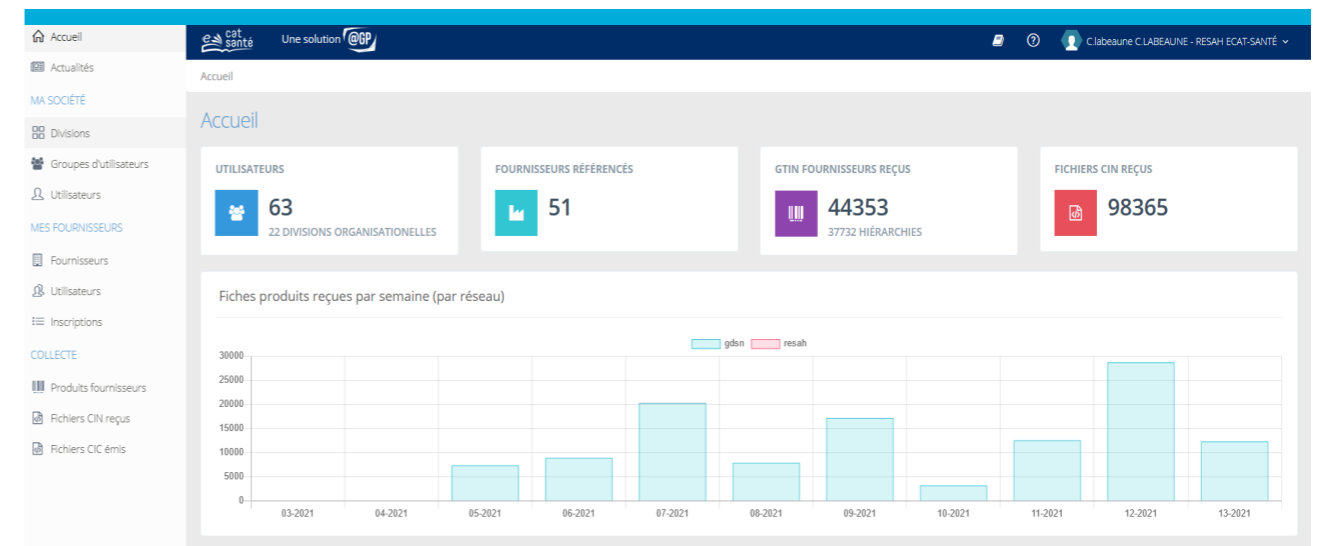 Accueil
Actualités
MA SOCIÉTÉ
Divisions
Groupes d'utilisateurs
Utilisateurs
MES FOURNISSEURS
Fournisseurs
Utilisateurs
Inscriptions
COLLECTE
Produits fournisseurs
Fichiers CIN reçus
Fichiers CIC émis
e cat santé
Une solution @GP
C.labeaune C.LABEAUNE - RESAH ECAT-SANTÉ
Accueil
Accueil
UTILISATEURS
63
22 DIVISIONS ORGANISATIONELLES
FOURNISSEURS RÉFÉRENCÉS
51
GTIN FOURNISSEURS REÇUS
44353
37732 HIÉRARCHIES
FICHIERS CIN REÇUS
98365
Fiches produits reçues par semaine (par réseau)
gdsn resah
30000
25000
20000
15000
10000
5000
0
03-2021 04-2021 05-2021 06-2021 07-2021 08-2021 09-2021 10-2021 11-2021 12-2021 13-2021